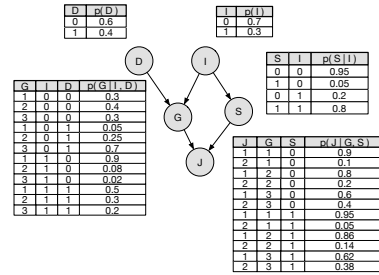 D p(D)
0 0.6
1 0.4
I p(I)
0 0.7
1 0.3
D
I
G
S
J
S I p(S|I)
0 0 0.95
1 0 0.05
0 1 0.2
1 1 0.8
G I D p(G|I, D)
1 0 0 0.3
2 0 0 0.4
3 0 0 0.3
1 0 1 0.05
2 0 1 0.25
3 0 1 0.7
1 1 0 0.9
2 1 0 0.08
3 1 0 0.02
1 1 1 0.5
2 1 1 0.3
3 1 1 0.2
J G S p(J|G, S)
1 1 0 0.9
2 1 0 0.1
1 2 0 0.8
2 2 0 0.2
1 3 0 0.6
2 3 0 0.4
1 1 1 0.95
2 1 1 0.05
1 2 1 0.86
2 2 1 0.14
1 3 1 0.62
2 3 1 0.38